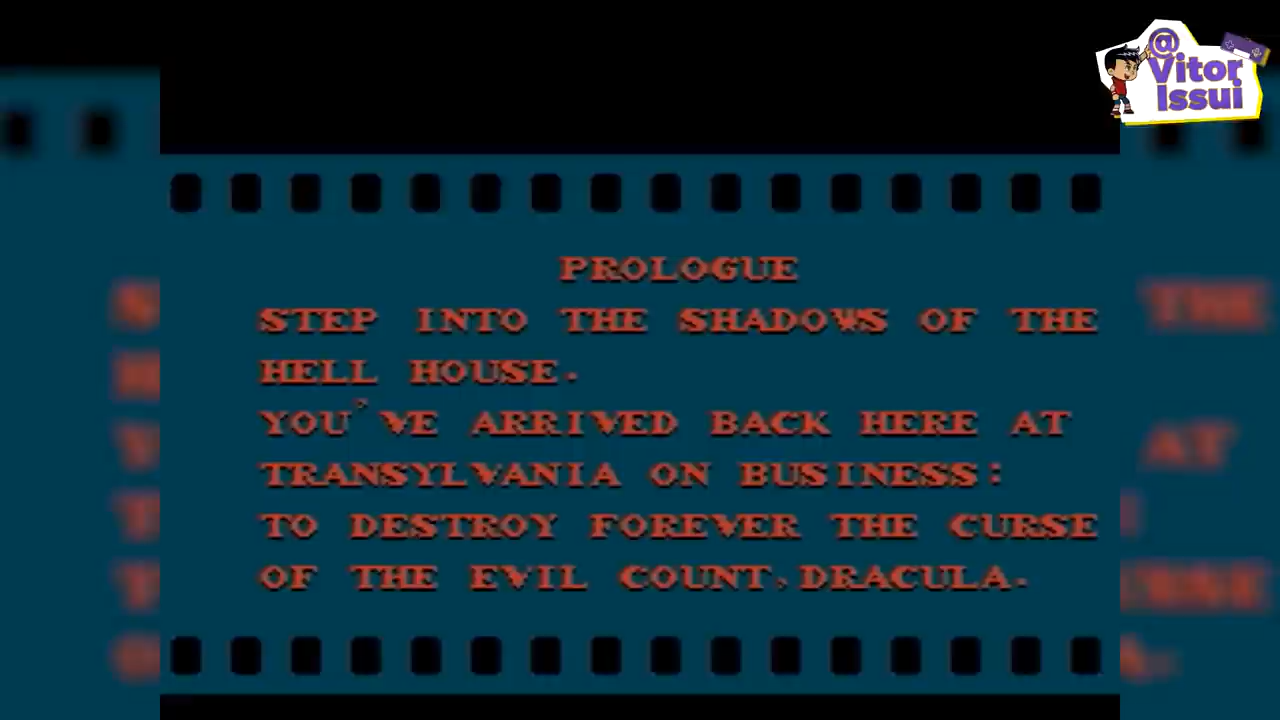 @
Vitor
Issui
PROLOGUE
STEP INTO THE SHADOWS OF THE
HELL HOUSE.
YOU'VE ARRIVED BACK HERE AT
TRANSYLVANIA ON BUSINESS:
TO DESTROY FOREVER THE CURSE
OF THE EVIL COUNT,DRACULA.